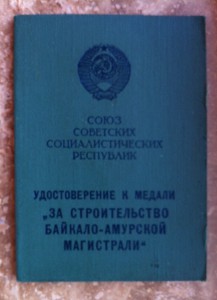 СОЮЗ
СОВЕТСКИХ
СОЦИАЛИСТИЧЕСКИХ
РЕСПУБЛИК
УДОСТОВЕРЕНИЕ К МЕДАЛИ
„ЗА СТРОИТЕЛЬСТВО
БАЙКАЛО-АМУРСКОЙ
МАГИСТРАЛИ“